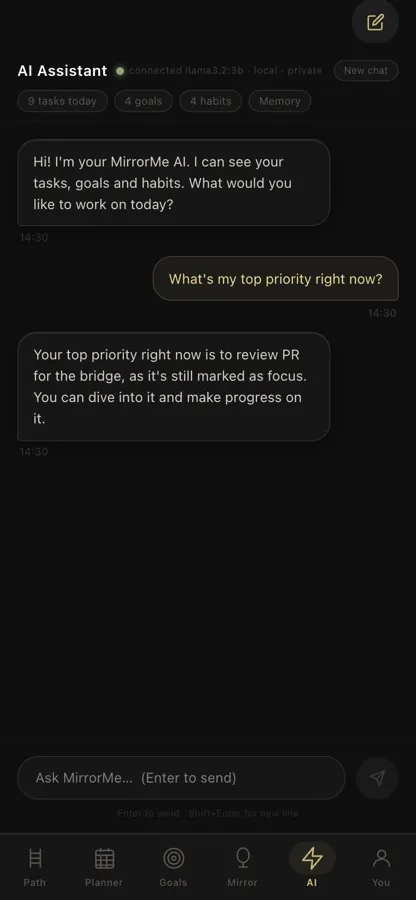 AI Assistant connected llama3.2:3b · local · private New chat
9 tasks today 4 goals 4 habits Memory
Hi! I'm your MirrorMe AI. I can see your
tasks, goals and habits. What would you
like to work on today?
14:30
What's my top priority right now?
14:30
Your top priority right now is to review PR
for the bridge, as it's still marked as focus.
You can dive into it and make progress on
it.
14:30
Ask MirrorMe... (Enter to send)
Enter to send · Shift+Enter for new line
Path Planner Goals Mirror AI You